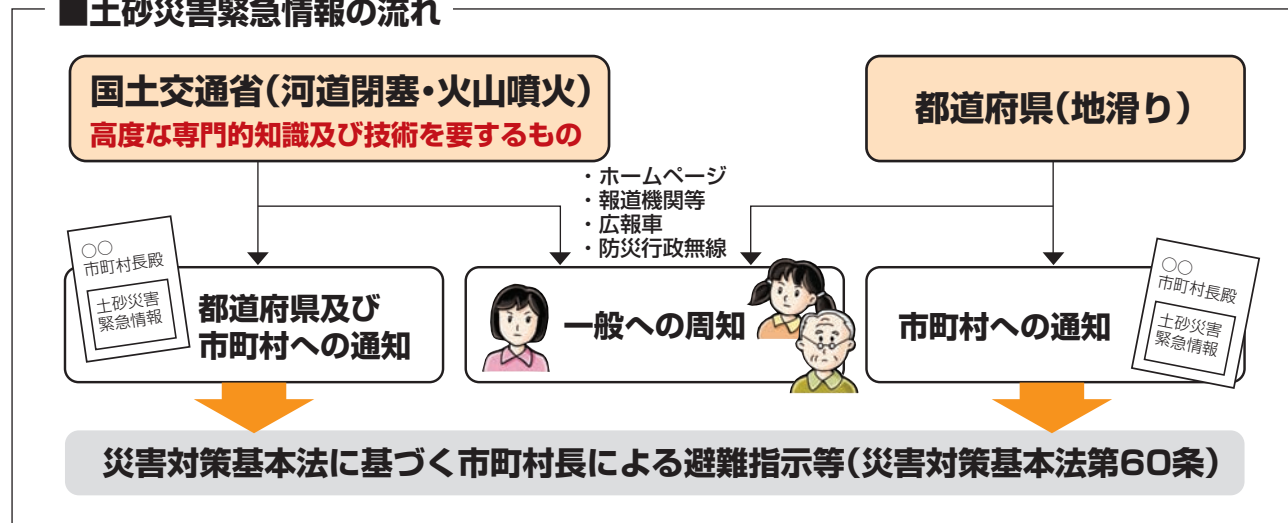 ■土砂災害緊急情報の流れ
国土交通省(河道閉塞・火山噴火)
高度な専門的知識及び技術を要するもの
都道府県(地滑り)
・ホームページ
・報道機関等
・広報車
・防災行政無線
○○
市町村長殿
土砂災害
緊急情報
都道府県及び
市町村への通知
一般への周知
市町村への通知
○○
市町村長殿
土砂災害
緊急情報
災害対策基本法に基づく市町村長による避難指示等(災害対策基本法第60条)